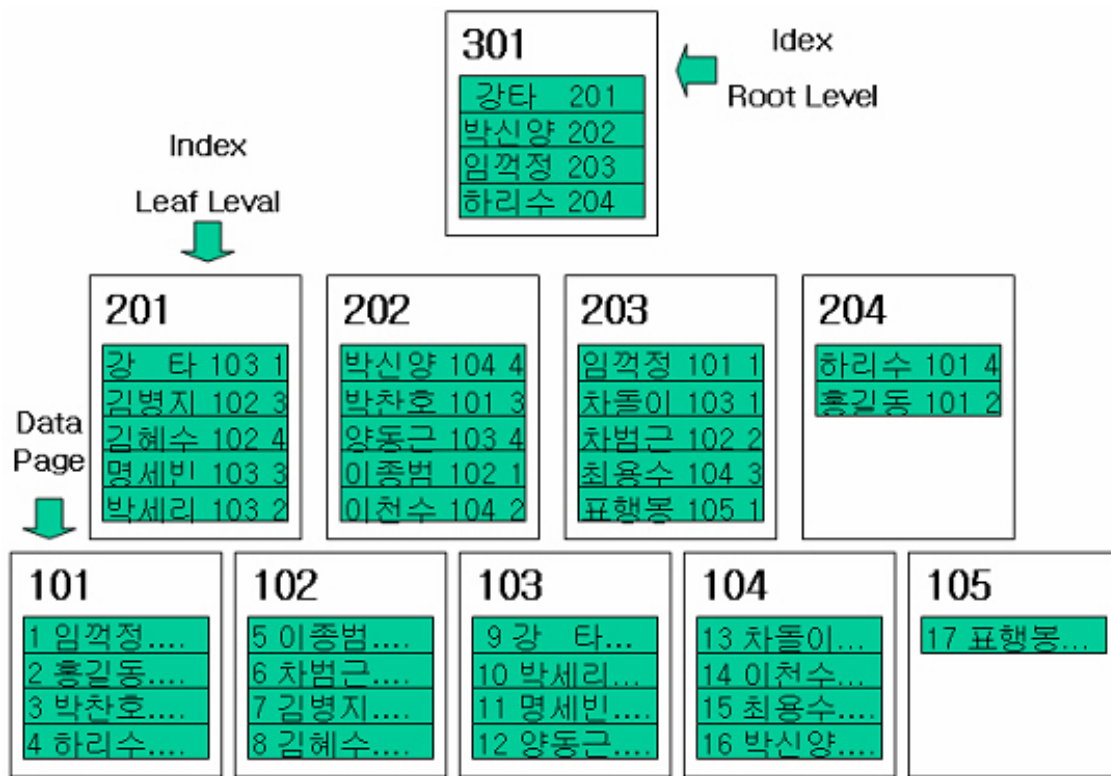 301
강타 201
박신양 202
임꺽정 203
하리수 204
Idex
Root Level
Index
Leaf Leval
201
강 타 103 1
김병지 102 3
김혜수 102 4
명세빈 103 3
박세리 103 2
202
박신양 104 4
박찬호 101 3
양동근 103 4
이종범 102 1
이천수 104 2
203
임꺽정 101 1
차돌이 103 1
차범근 102 2
최용수 104 3
표행봉 105 1
204
하리수 101 4
홍길동 101 2
Data
Page
101
1 임꺽정....
2 홍길동....
3 박찬호....
4 하리수....
102
5 이종범....
6 차범근....
7 김병지....
8 김혜수....
103
9 강 타...
10 박세리...
11 명세빈....
12 양동근....
104
13 차돌이...
14 이천수...
15 최용수....
16 박신양....
105
17 표행봉...